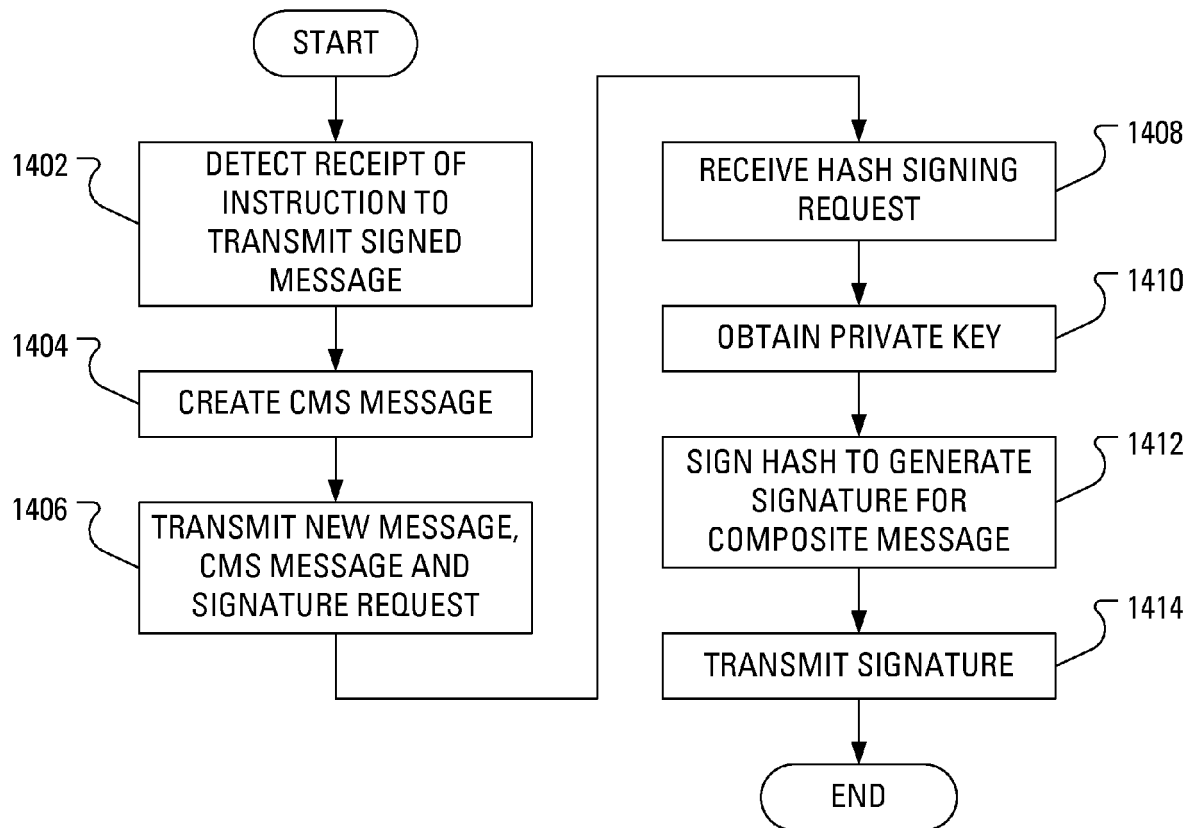 START
1402
DETECT RECEIPT OF
INSTRUCTION TO
TRANSMIT SIGNED
MESSAGE
1404
CREATE CMS MESSAGE
1406
TRANSMIT NEW MESSAGE,
CMS MESSAGE AND
SIGNATURE REQUEST
1408
RECEIVE HASH SIGNING
REQUEST
1410
OBTAIN PRIVATE KEY
1412
SIGN HASH TO GENERATE
SIGNATURE FOR
COMPOSITE MESSAGE
1414
TRANSMIT SIGNATURE
END